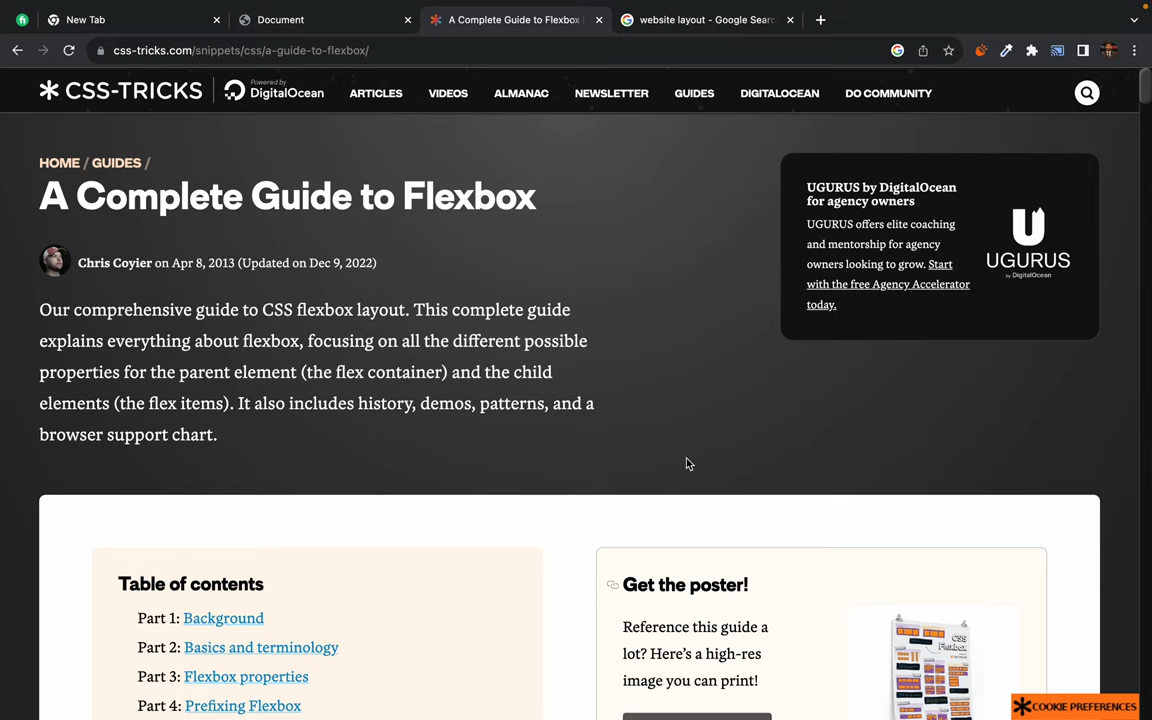 New Tab
Document
A Complete Guide to Flexbox
website layout - Google Sear
css-tricks.com/snippets/css/a-guide-to-flexbox/
CSS-TRICKS
Powered by
DigitalOcean
ARTICLES
VIDEOS
ALMANAC
NEWSLETTER
GUIDES
DIGITALOCEAN
DO COMMUNITY
HOME / GUIDES /
A Complete Guide to Flexbox
Chris Coyier on Apr 8, 2013 (Updated on Dec 9, 2022)
Our comprehensive guide to CSS flexbox layout. This complete guide
explains everything about flexbox, focusing on all the different possible
properties for the parent element (the flex container) and the child
elements (the flex items). It also includes history, demos, patterns, and a
browser support chart.
UGURUS by DigitalOcean
for agency owners
UGURUS offers elite coaching
and mentorship for agency
owners looking to grow. Start
with the free Agency Accelerator
today.
UGURUS
by DigitalOcean
Table of contents
Part 1: Background
Part 2: Basics and terminology
Part 3: Flexbox properties
Part 4: Prefixing Flexbox
Get the poster!
Reference this guide a
lot? Here’s a high-res
image you can print!
CSS
Flexbox
COOKIE PREFERENCES